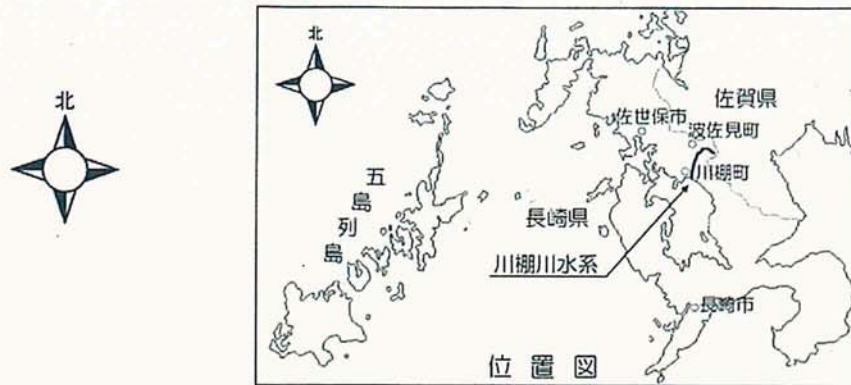 北
北
佐賀県
佐世保市
波佐見町
川棚町
五島列島
長崎県
川棚川水系
長崎市
位置図